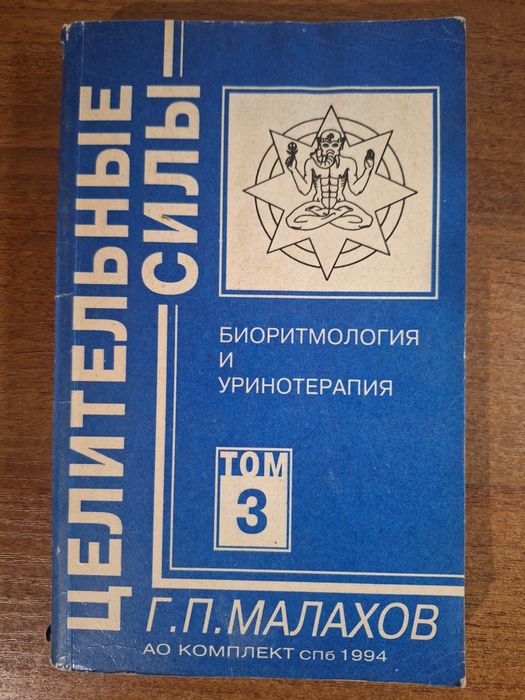 ЦЕЛИТЕЛЬНЫЕ
СИЛЫ
БИОРИТМОЛОГИЯ
И
УРИНОТЕРАПИЯ
ТОМ
3
Г.П.МАЛАХОВ
АО КОМПЛЕКТ СПб 1994